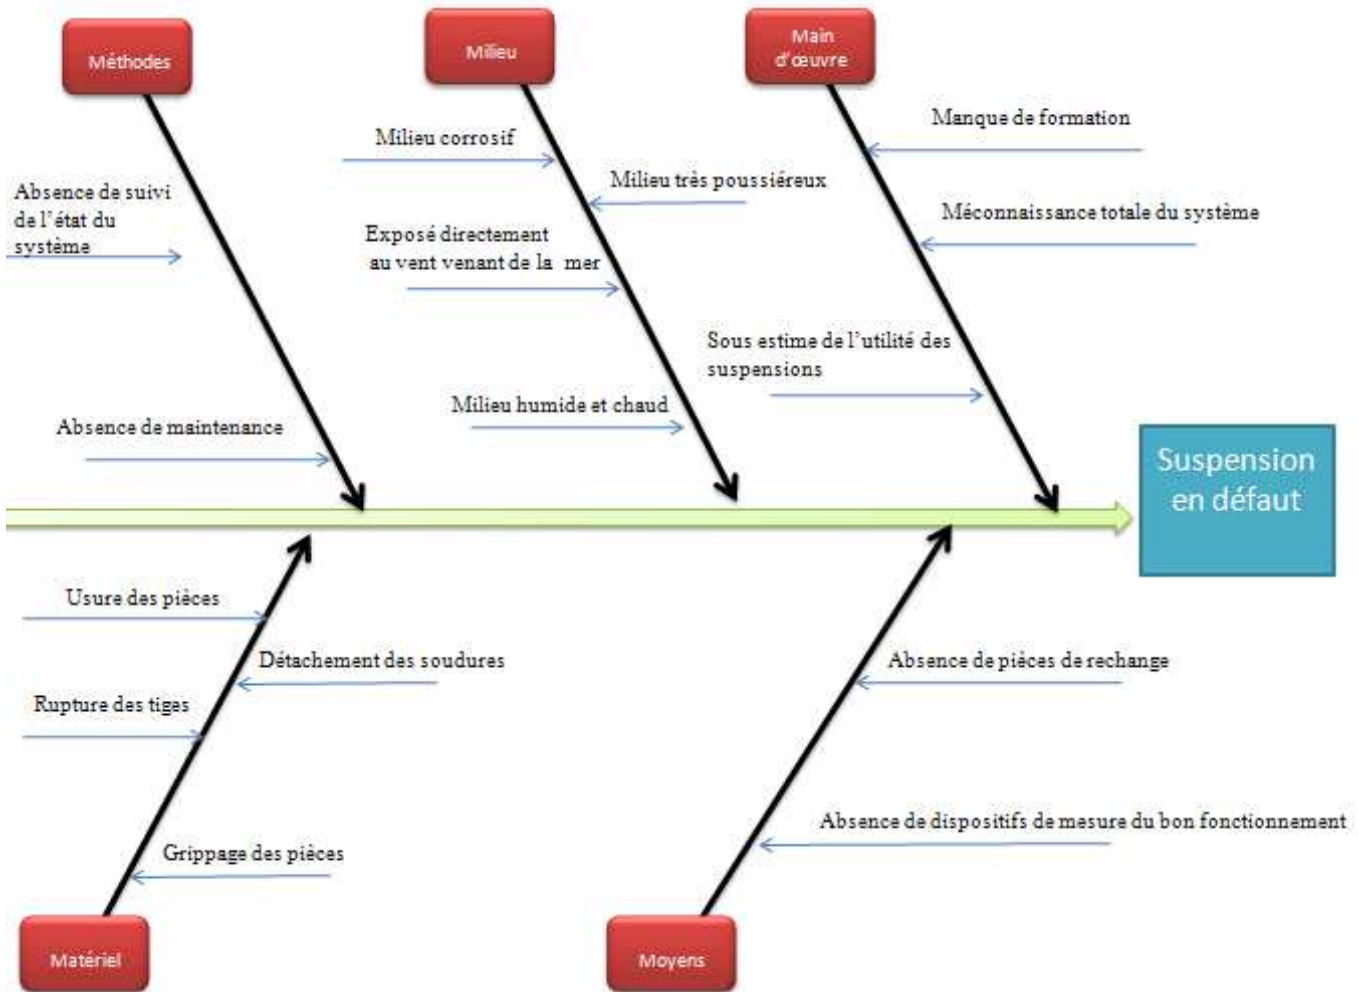 Méthodes
Milieu
Main
d'œuvre
Manque de formation
Milieu corrosif
Milieu très poussiéreux
Absence de suivi
de l'état du
système
Méconnaissance totale du système
Exposé directement
au vent venant de la mer
Sous estime de l'utilité des
suspensions
Milieu humide et chaud
Absence de maintenance
Suspension
en défaut
Usure des pièces
Détachement des soudures
Absence de pièces de rechange
Rupture des tiges
Absence de dispositifs de mesure du bon fonctionnement
Grippage des pièces
Matériel
Moyens